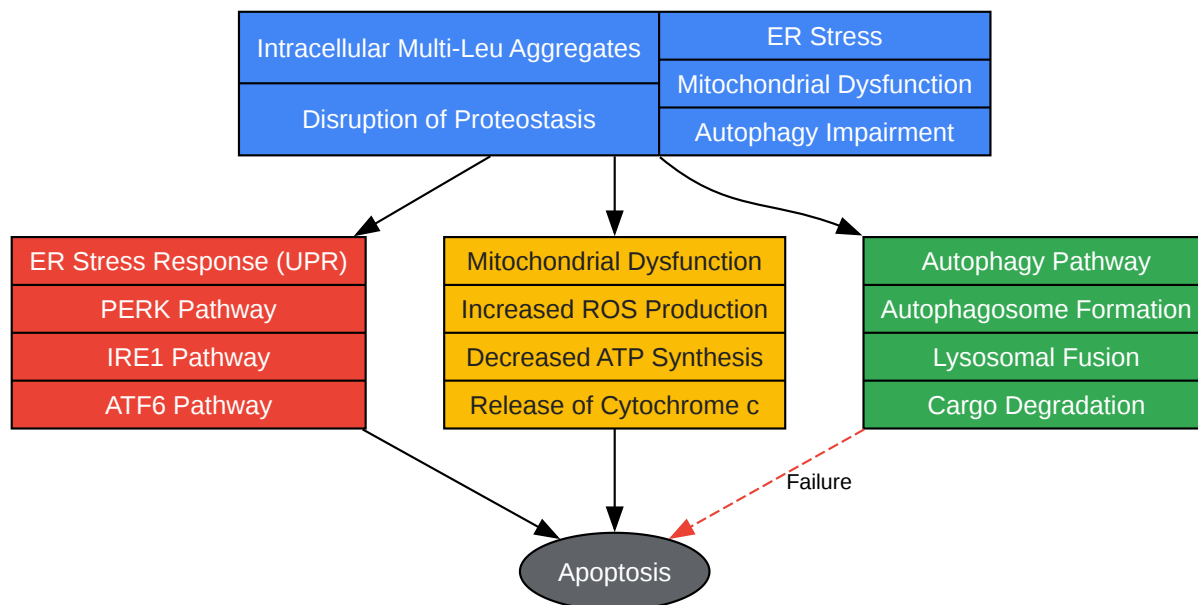 Intracellular Multi-Leu Aggregates
Disruption of Proteostasis
ER Stress
Mitochondrial Dysfunction
Autophagy Impairment
ER Stress Response (UPR)
PERK Pathway
IRE1 Pathway
ATF6 Pathway
Mitochondrial Dysfunction
Increased ROS Production
Decreased ATP Synthesis
Release of Cytochrome c
Autophagy Pathway
Autophagosome Formation
Lysosomal Fusion
Cargo Degradation
Failure
Apoptosis